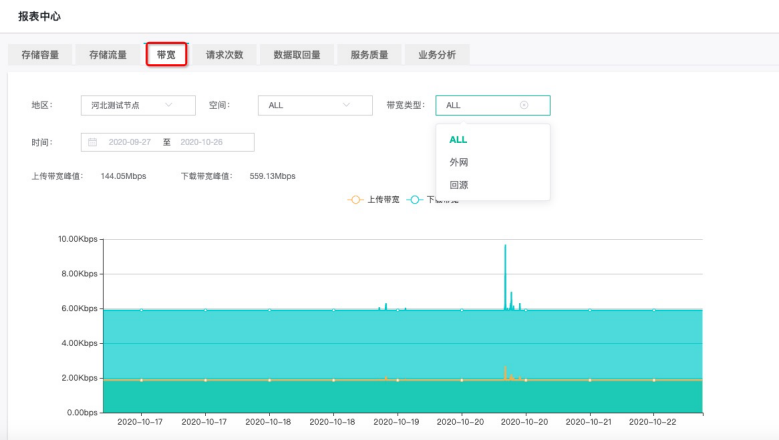 报表中心
存储容量 存储流量 带宽 请求次数 数据取回量 服务质量 业务分析
地区: 河北测试节点 空间: ALL 带宽类型: ALL
ALL
时间: 2020-09-27 至 2020-10-26
外网
上传带宽峰值: 144.05Mbps 下载带宽峰值: 559.13Mbps
回源
上传带宽 下载带宽
10.00Kbps
8.00Kbps
6.00Kbps
4.00Kbps
2.00Kbps
0.00bps
2020-10-17 2020-10-17 2020-10-18 2020-10-18 2020-10-19 2020-10-20 2020-10-20 2020-10-21 2020-10-22